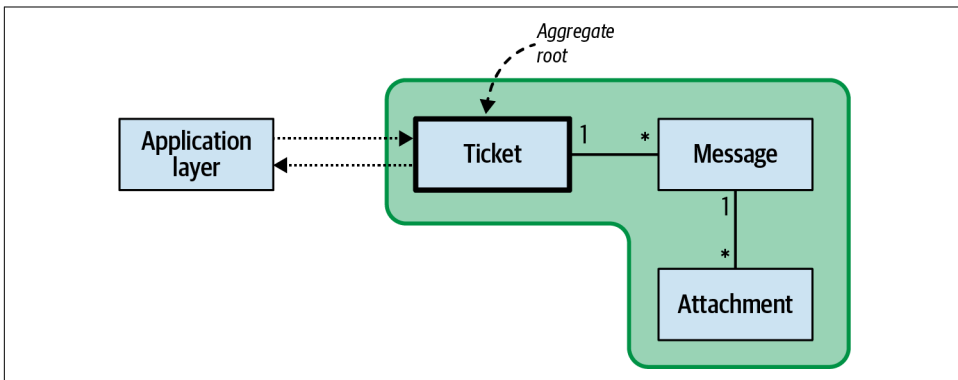 Aggregate
root
Application
layer
Ticket
1
*
Message
1
*
Attachment